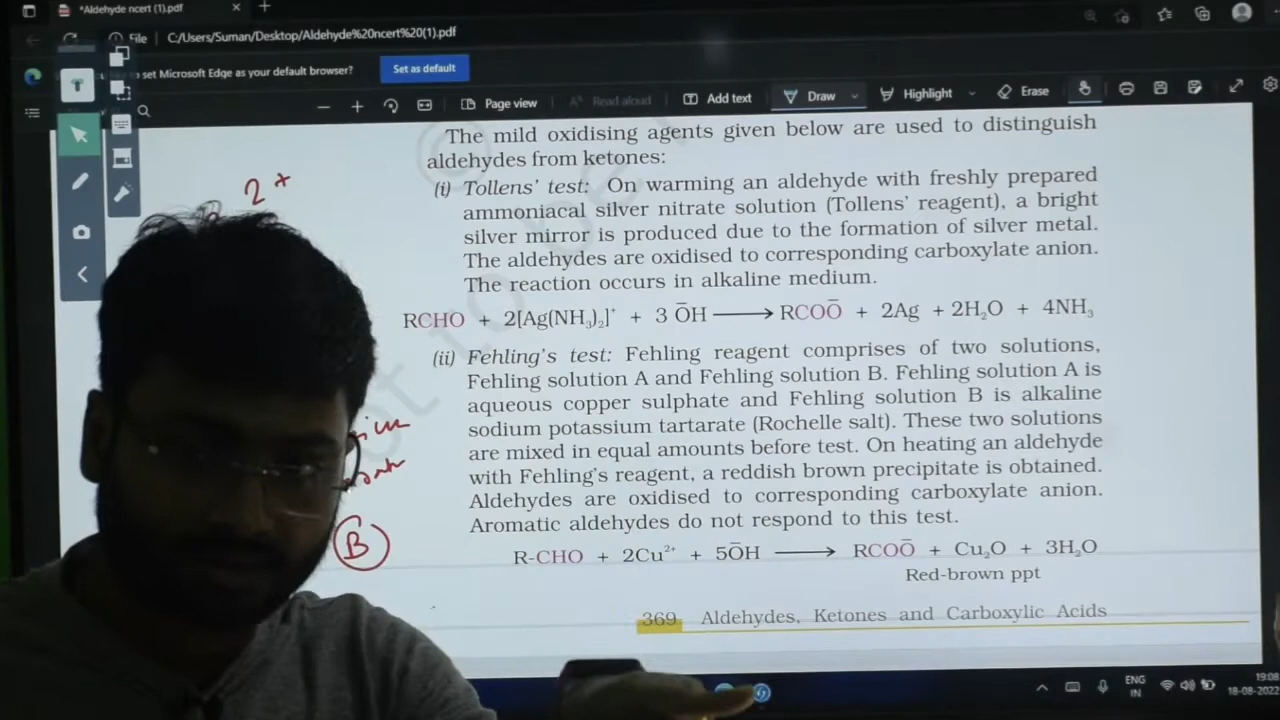 *Aldehyde ncert (1).pdf
File C:/Users/Suman/Desktop/Aldehyde%20ncert%20(1).pdf
to set Microsoft Edge as your default browser? Set as default
Page view Read aloud Add text Draw Highlight Erase
The mild oxidising agents given below are used to distinguish
aldehydes from ketones:
(i) Tollens' test: On warming an aldehyde with freshly prepared
ammoniacal silver nitrate solution (Tollens' reagent), a bright
silver mirror is produced due to the formation of silver metal.
The aldehydes are oxidised to corresponding carboxylate anion.
The reaction occurs in alkaline medium.
RCHO + 2[Ag(NH₃)₂]⁺ + 3 ŌH ⟶ RCOŌ + 2Ag + 2H₂O + 4NH₃
(ii) Fehling's test: Fehling reagent comprises of two solutions,
Fehling solution A and Fehling solution B. Fehling solution A is
aqueous copper sulphate and Fehling solution B is alkaline
sodium potassium tartarate (Rochelle salt). These two solutions
are mixed in equal amounts before test. On heating an aldehyde
with Fehling's reagent, a reddish brown precipitate is obtained.
Aldehydes are oxidised to corresponding carboxylate anion.
Aromatic aldehydes do not respond to this test.
R-CHO + 2Cu²⁺ + 5ŌH ⟶ RCOŌ + Cu₂O + 3H₂O
Red-brown ppt
369 Aldehydes, Ketones and Carboxylic Acids
2+
B
ENG
IN
19:08
18-08-2022